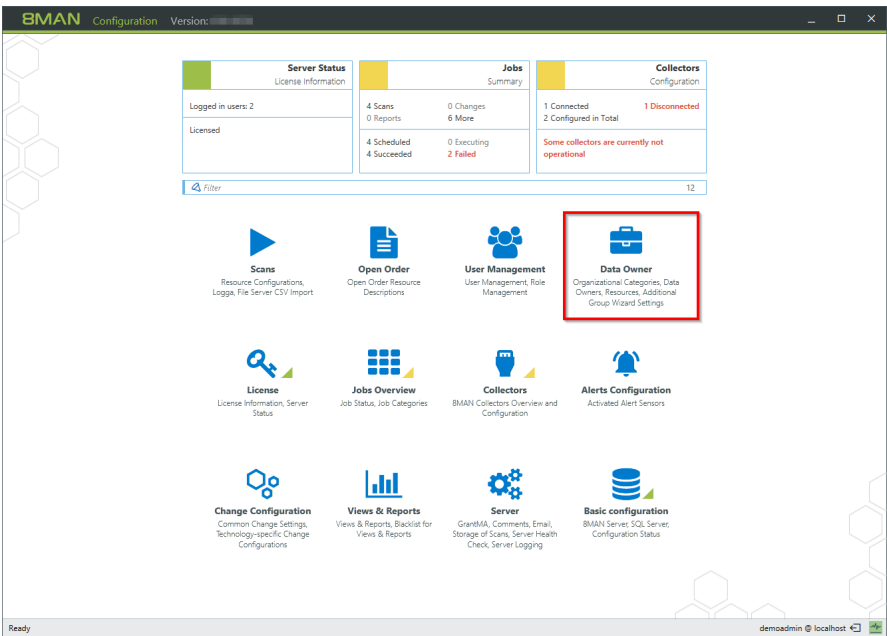 8MAN Configuration Version:
Server Status
License Information
Logged in users: 2
Licensed
Jobs
Summary
4 Scans 0 Changes
0 Reports 6 More
4 Scheduled 0 Executing
4 Succeeded 2 Failed
Collectors
Configuration
1 Connected 1 Disconnected
2 Configured in Total
Some collectors are currently not
operational
Filter 12
Scans
Resource Configurations,
Logga, File Server CSV Import
Open Order
Open Order Resource
Descriptions
User Management
User Management, Role
Management
Data Owner
Organizational Categories, Data
Owners, Resources, Additional
Group Wizard Settings
License
License Information, Server
Status
Jobs Overview
Job Status, Job Categories
Collectors
8MAN Collectors Overview and
Configuration
Alerts Configuration
Activated Alert Sensors
Change Configuration
Common Change Settings,
Technology-specific Change
Configurations
Views & Reports
Views & Reports, Blacklist for
Views & Reports
Server
GrantMA, Comments, Email,
Storage of Scans, Server Health
Check, Server Logging
Basic configuration
8MAN Server, SQL Server,
Configuration Status
Ready demoadmin @ localhost